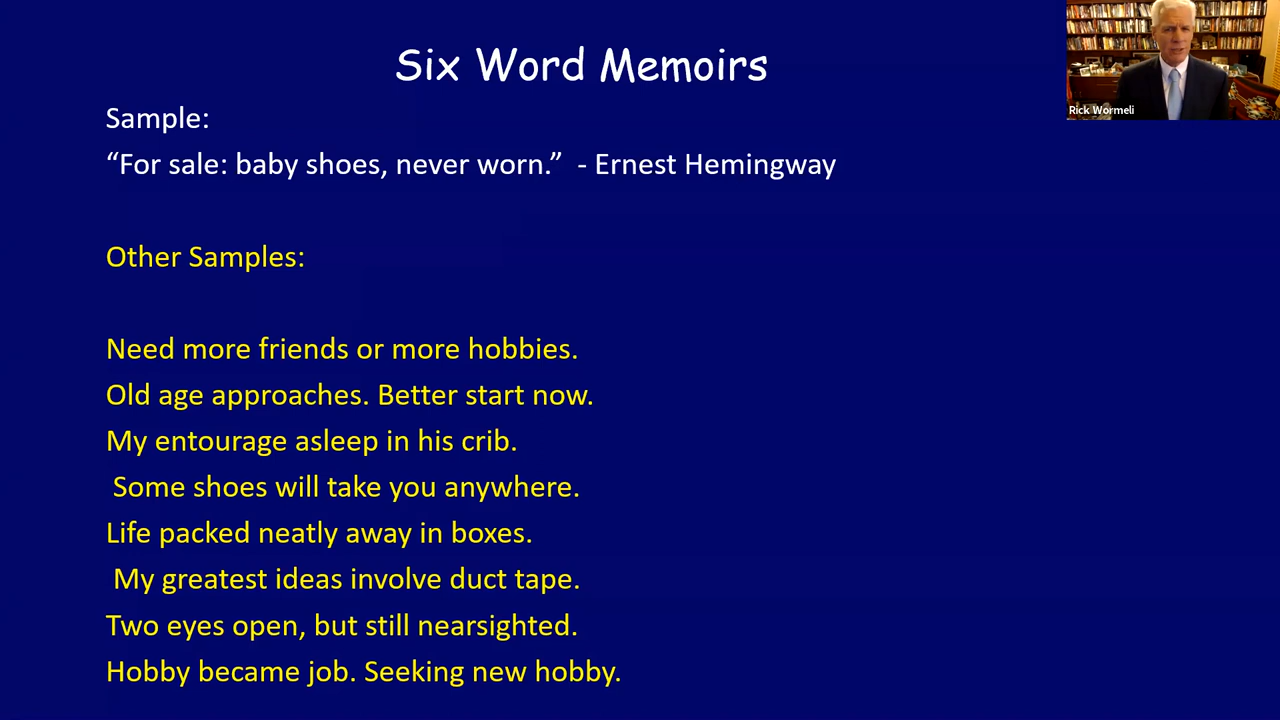 Six Word Memoirs
Rick Wormeli
Sample:
“For sale: baby shoes, never worn.” - Ernest Hemingway
Other Samples:
Need more friends or more hobbies.
Old age approaches. Better start now.
My entourage asleep in his crib.
Some shoes will take you anywhere.
Life packed neatly away in boxes.
My greatest ideas involve duct tape.
Two eyes open, but still nearsighted.
Hobby became job. Seeking new hobby.